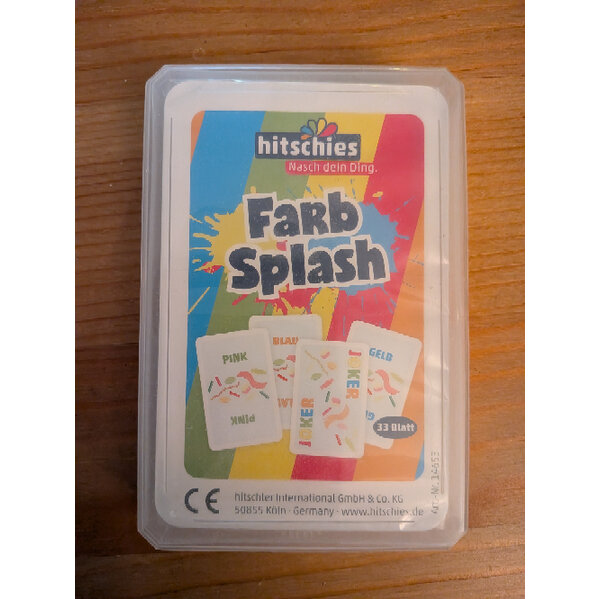 hitschies
Nasch dein Ding.
Farb
Splash
PINK
PINK
BLAU
JOKER
JOKER
GELB
33 Blatt
CE
hitschler International GmbH & Co. KG
50855 Köln · Germany · www.hitschies.de